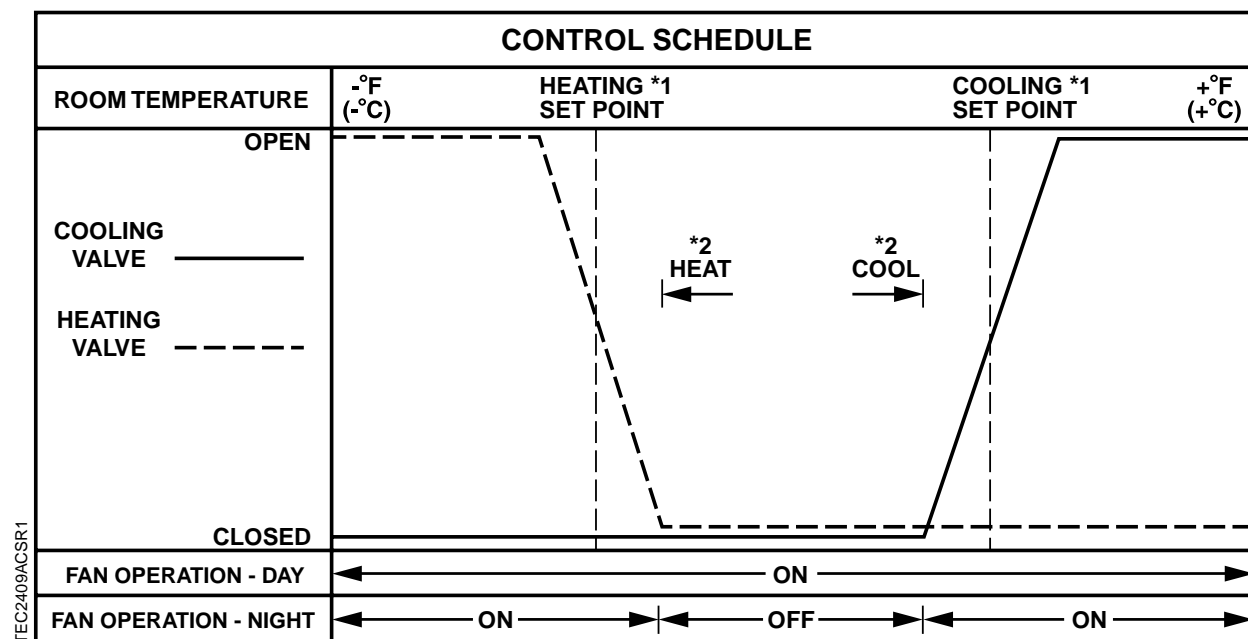 CONTROL SCHEDULE
ROOM TEMPERATURE
-°F
(-°C)
HEATING *1
SET POINT
COOLING *1
SET POINT
+°F
(+°C)
OPEN
COOLING
VALVE
HEATING
VALVE
*2
HEAT
*2
COOL
CLOSED
FAN OPERATION - DAY
ON
FAN OPERATION - NIGHT
ON
OFF
ON
TEC2409ACSR1